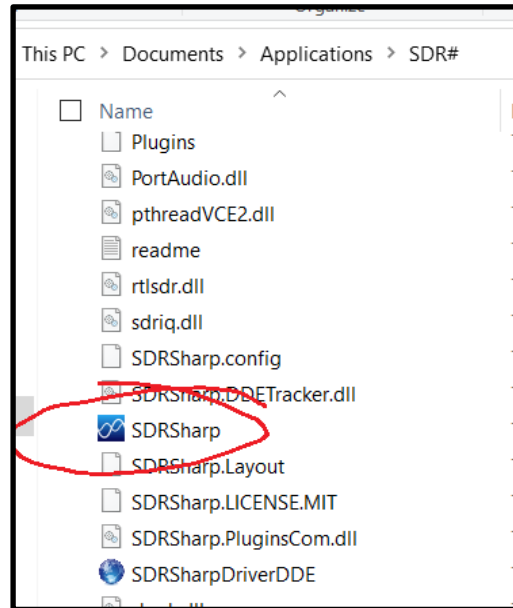 This PC > Documents > Applications > SDR#
Name
Plugins
PortAudio.dll
pthreadVCE2.dll
readme
rtlsdr.dll
sdriq.dll
SDRSharp.config
SDRSharp.DDETracker.dll
SDRSharp
SDRSharp.Layout
SDRSharp.LICENSE.MIT
SDRSharp.PluginsCom.dll
SDRSharpDriverDDE